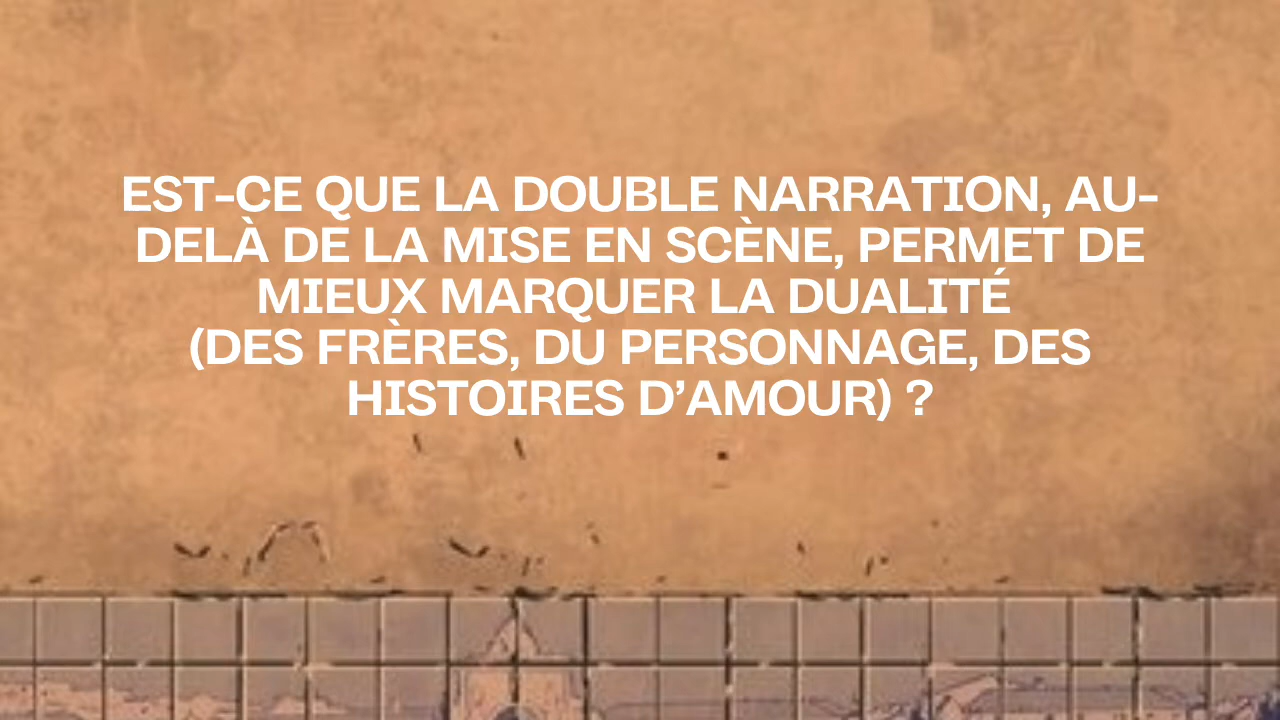 EST-CE QUE LA DOUBLE NARRATION, AU-
DELÀ DE LA MISE EN SCÈNE, PERMET DE
MIEUX MARQUER LA DUALITÉ
(DES FRÈRES, DU PERSONNAGE, DES
HISTOIRES D’AMOUR) ?